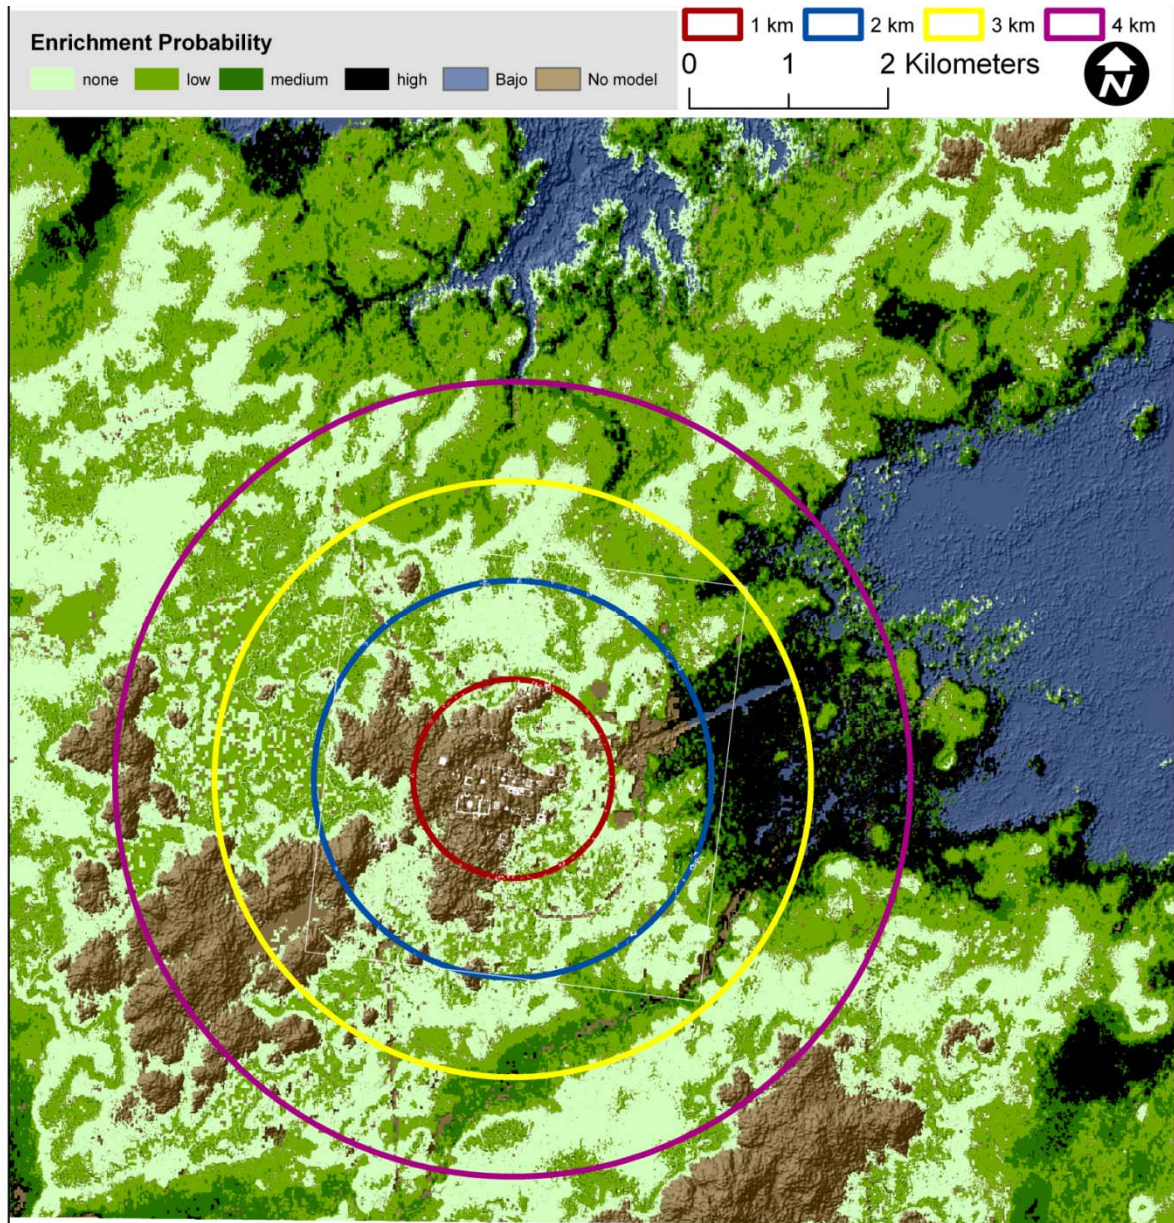 1 km 2 km 3 km 4 km
Enrichment Probability
none low medium high Bajo No model
0 1 2 Kilometers
N